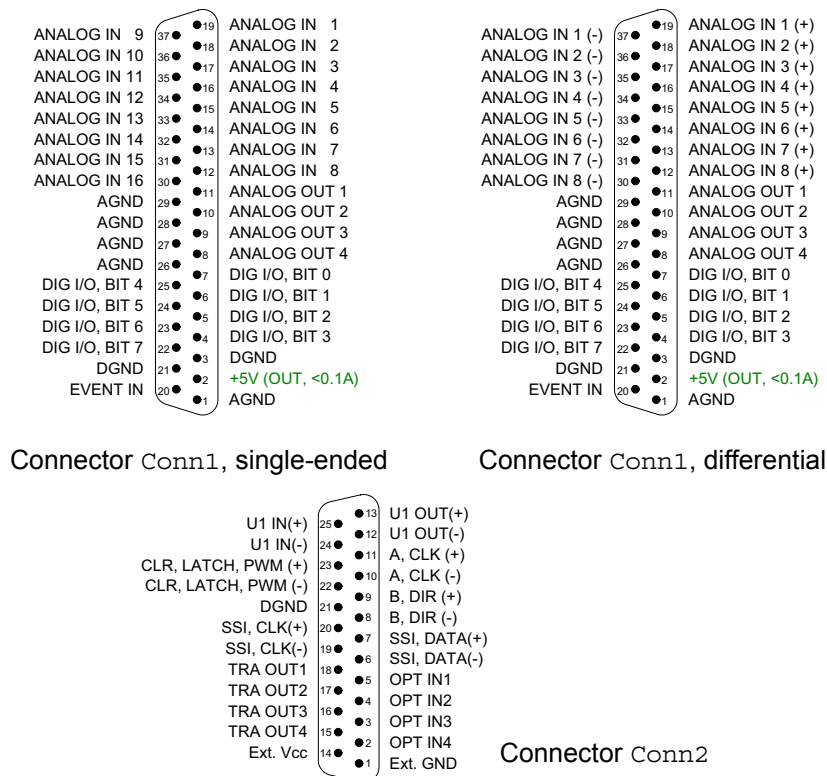 ANALOG IN 9 37
ANALOG IN 10 36
ANALOG IN 11 35
ANALOG IN 12 34
ANALOG IN 13 33
ANALOG IN 14 32
ANALOG IN 15 31
ANALOG IN 16 30
AGND 29
AGND 28
AGND 27
AGND 26
DIG I/O, BIT 4 25
DIG I/O, BIT 5 24
DIG I/O, BIT 6 23
DIG I/O, BIT 7 22
DGND 21
EVENT IN 20
19 ANALOG IN 1
18 ANALOG IN 2
17 ANALOG IN 3
16 ANALOG IN 4
15 ANALOG IN 5
14 ANALOG IN 6
13 ANALOG IN 7
12 ANALOG IN 8
11 ANALOG OUT 1
10 ANALOG OUT 2
9 ANALOG OUT 3
8 ANALOG OUT 4
7 DIG I/O, BIT 0
6 DIG I/O, BIT 1
5 DIG I/O, BIT 2
4 DIG I/O, BIT 3
3 DGND
2 +5V (OUT, <0.1A)
1 AGND
Connector Conn1, single-ended
ANALOG IN 1 (-) 37
ANALOG IN 2 (-) 36
ANALOG IN 3 (-) 35
ANALOG IN 4 (-) 34
ANALOG IN 5 (-) 33
ANALOG IN 6 (-) 32
ANALOG IN 7 (-) 31
ANALOG IN 8 (-) 30
AGND 29
AGND 28
AGND 27
AGND 26
DIG I/O, BIT 4 25
DIG I/O, BIT 5 24
DIG I/O, BIT 6 23
DIG I/O, BIT 7 22
DGND 21
EVENT IN 20
19 ANALOG IN 1 (+)
18 ANALOG IN 2 (+)
17 ANALOG IN 3 (+)
16 ANALOG IN 4 (+)
15 ANALOG IN 5 (+)
14 ANALOG IN 6 (+)
13 ANALOG IN 7 (+)
12 ANALOG IN 8 (+)
11 ANALOG OUT 1
10 ANALOG OUT 2
9 ANALOG OUT 3
8 ANALOG OUT 4
7 DIG I/O, BIT 0
6 DIG I/O, BIT 1
5 DIG I/O, BIT 2
4 DIG I/O, BIT 3
3 DGND
2 +5V (OUT, <0.1A)
1 AGND
Connector Conn1, differential
U1 IN(+) 25
U1 IN(-) 24
CLR, LATCH, PWM (+) 23
CLR, LATCH, PWM (-) 22
DGND 21
SSI, CLK(+) 20
SSI, CLK(-) 19
TRA OUT1 18
TRA OUT2 17
TRA OUT3 16
TRA OUT4 15
Ext. Vcc 14
13 U1 OUT(+)
12 U1 OUT(-)
11 A, CLK (+)
10 A, CLK (-)
9 B, DIR (+)
8 B, DIR (-)
7 SSI, DATA(+)
6 SSI, DATA(-)
5 OPT IN1
4 OPT IN2
3 OPT IN3
2 OPT IN4
1 Ext. GND
Connector Conn2